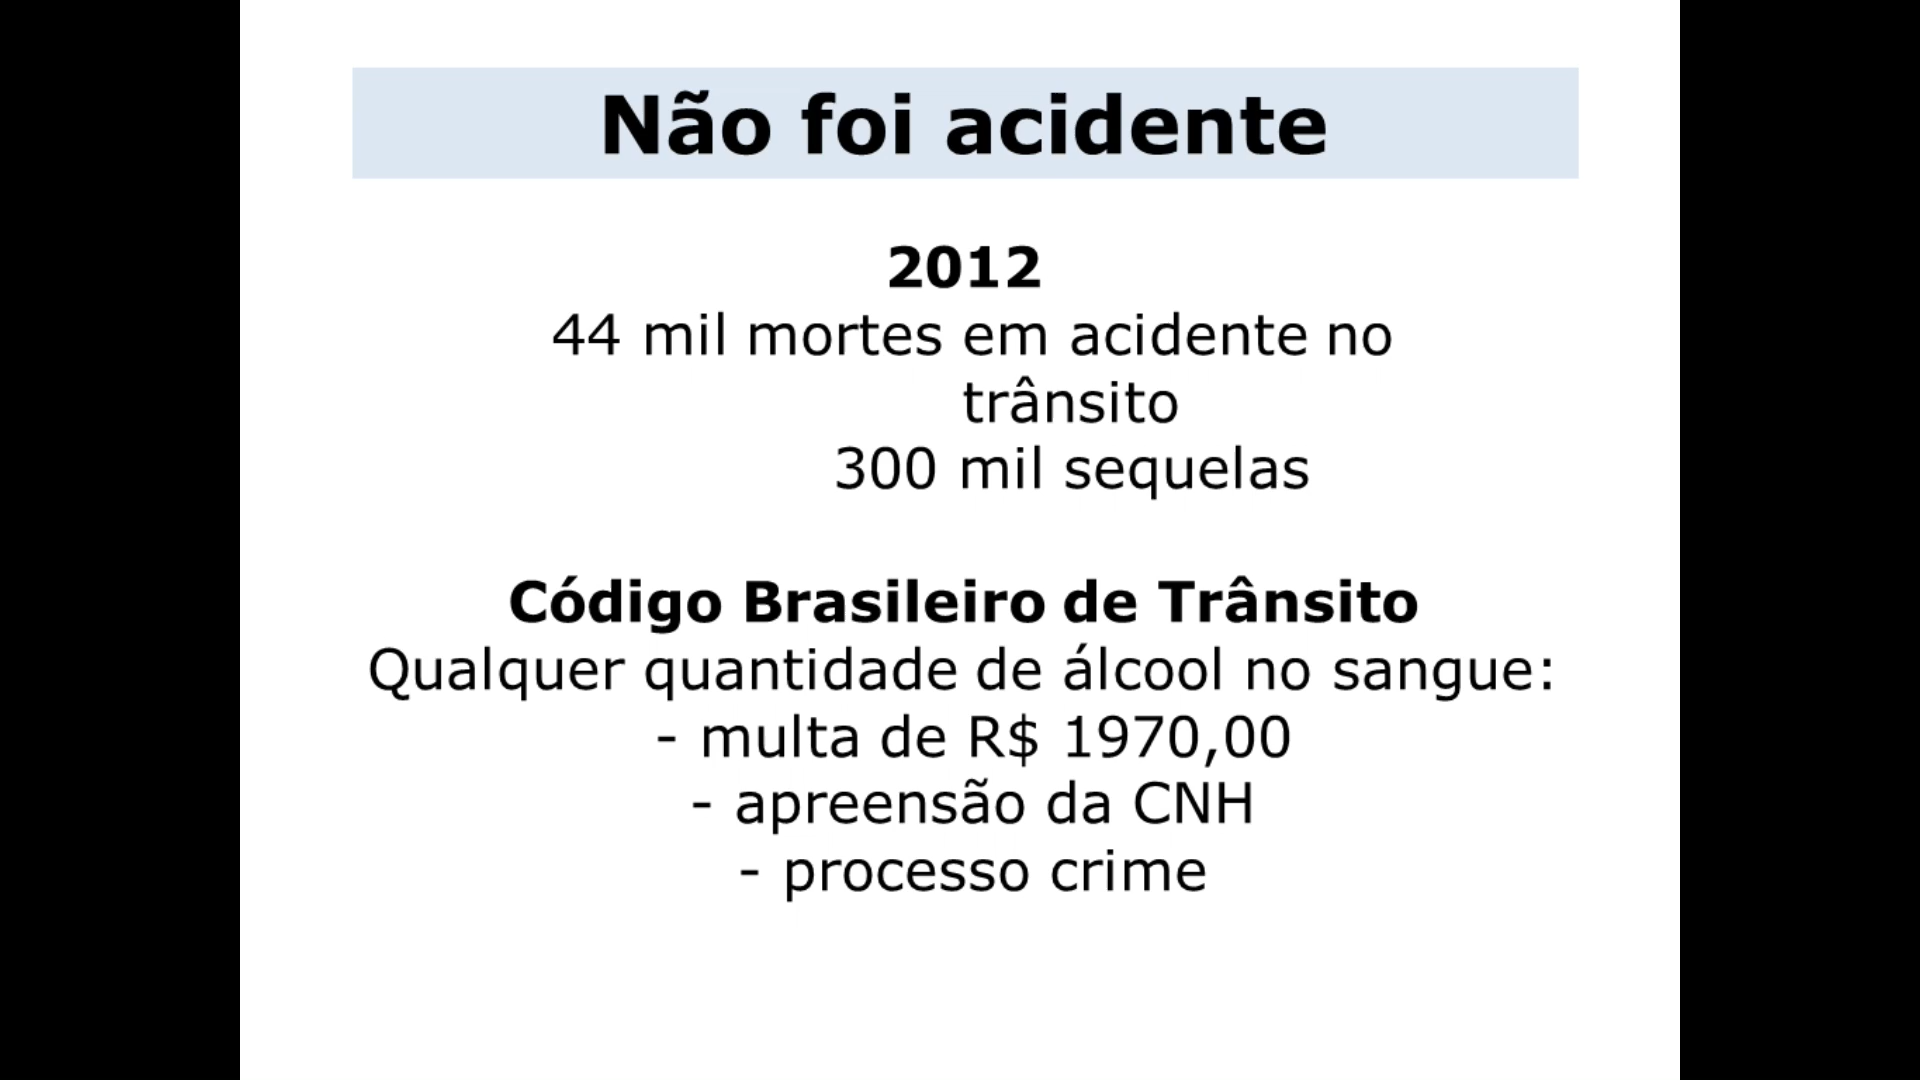 Não foi acidente
2012
44 mil mortes em acidente no
trânsito
300 mil sequelas
Código Brasileiro de Trânsito
Qualquer quantidade de álcool no sangue:
- multa de R$ 1970,00
- apreensão da CNH
- processo crime